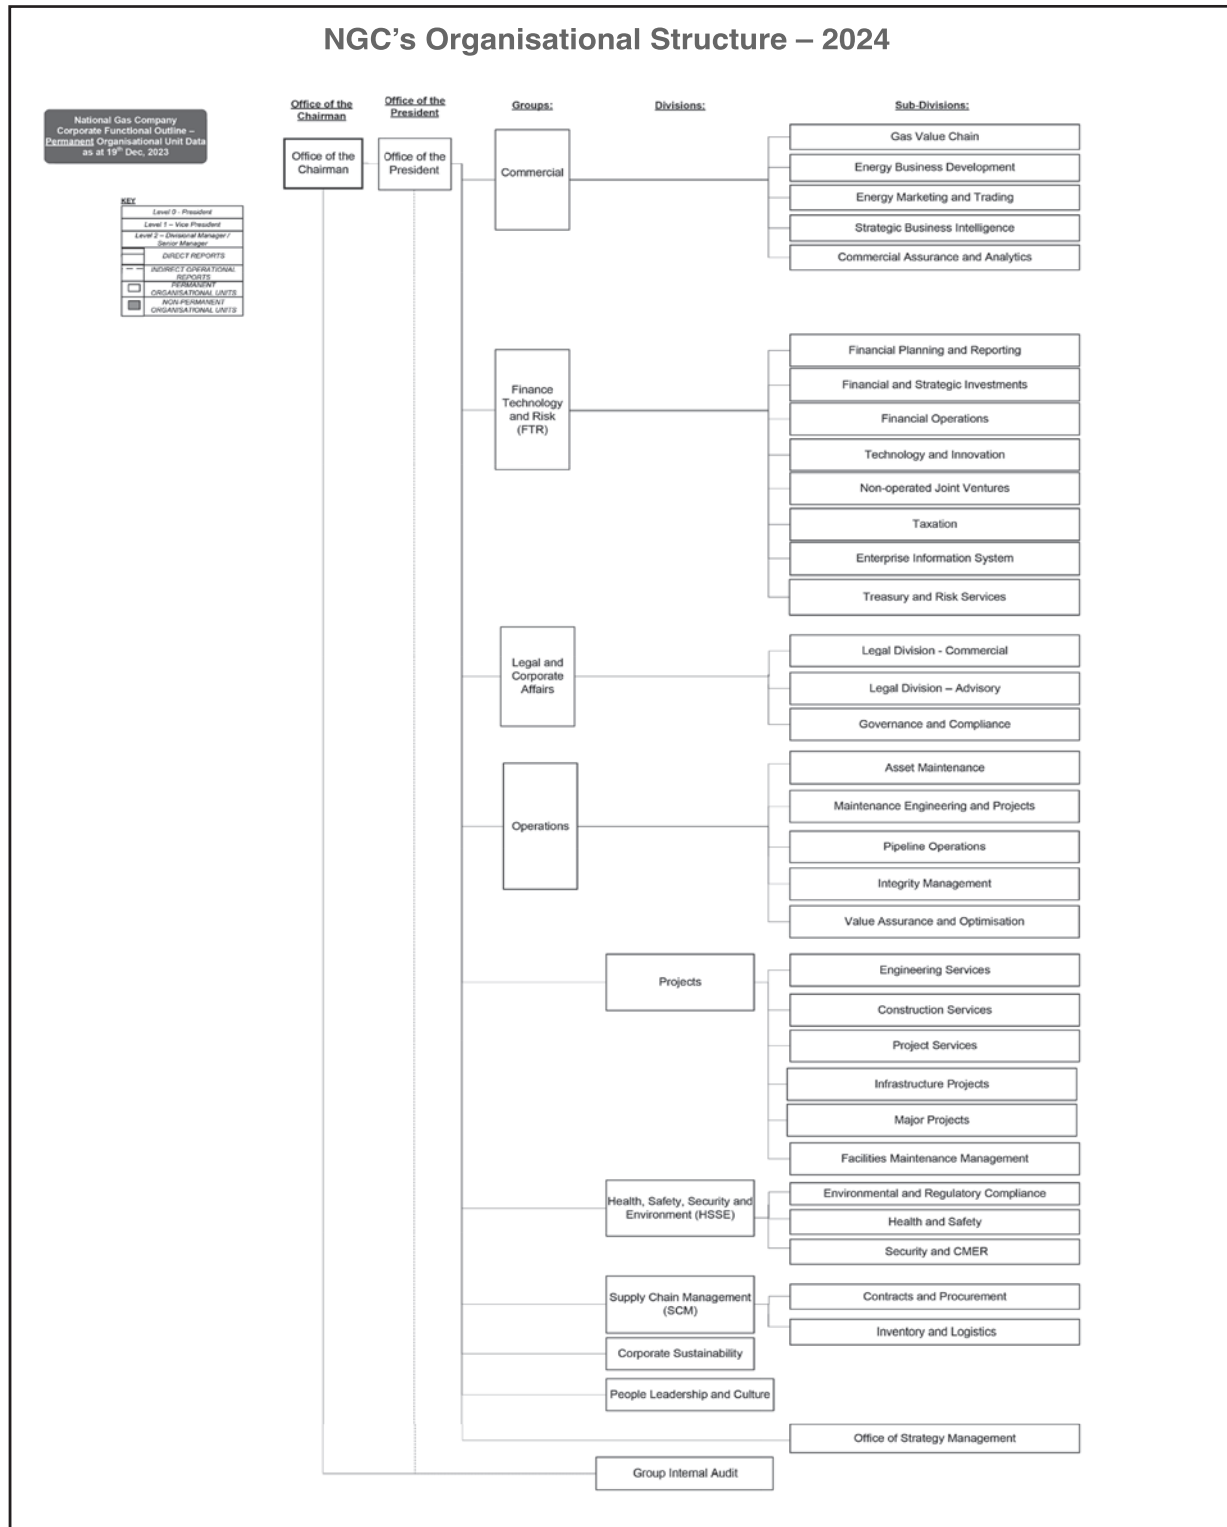 NGC’s Organisational Structure – 2024
National Gas Company
Corporate Functional Outline –
Permanent Organisational Unit Data
as at 19th Dec, 2023
KEY
Level 0 - President
Level 1 – Vice President
Level 2 – Divisional Manager /
Senior Manager
DIRECT REPORTS
INDIRECT OPERATIONAL
REPORTS
PERMANENT
ORGANISATIONAL UNITS
NON-PERMANENT
ORGANISATIONAL UNITS
Office of the
Chairman
Office of the
President
Groups:
Divisions:
Sub-Divisions:
Office of the
Chairman
Office of the
President
Commercial
Gas Value Chain
Energy Business Development
Energy Marketing and Trading
Strategic Business Intelligence
Commercial Assurance and Analytics
Finance
Technology
and Risk
(FTR)
Financial Planning and Reporting
Financial and Strategic Investments
Financial Operations
Technology and Innovation
Non-operated Joint Ventures
Taxation
Enterprise Information System
Treasury and Risk Services
Legal and
Corporate
Affairs
Legal Division - Commercial
Legal Division – Advisory
Governance and Compliance
Operations
Asset Maintenance
Maintenance Engineering and Projects
Pipeline Operations
Integrity Management
Value Assurance and Optimisation
Projects
Engineering Services
Construction Services
Project Services
Infrastructure Projects
Major Projects
Facilities Maintenance Management
Health, Safety, Security and
Environment (HSSE)
Environmental and Regulatory Compliance
Health and Safety
Security and CMER
Supply Chain Management
(SCM)
Contracts and Procurement
Inventory and Logistics
Corporate Sustainability
People Leadership and Culture
Office of Strategy Management
Group Internal Audit